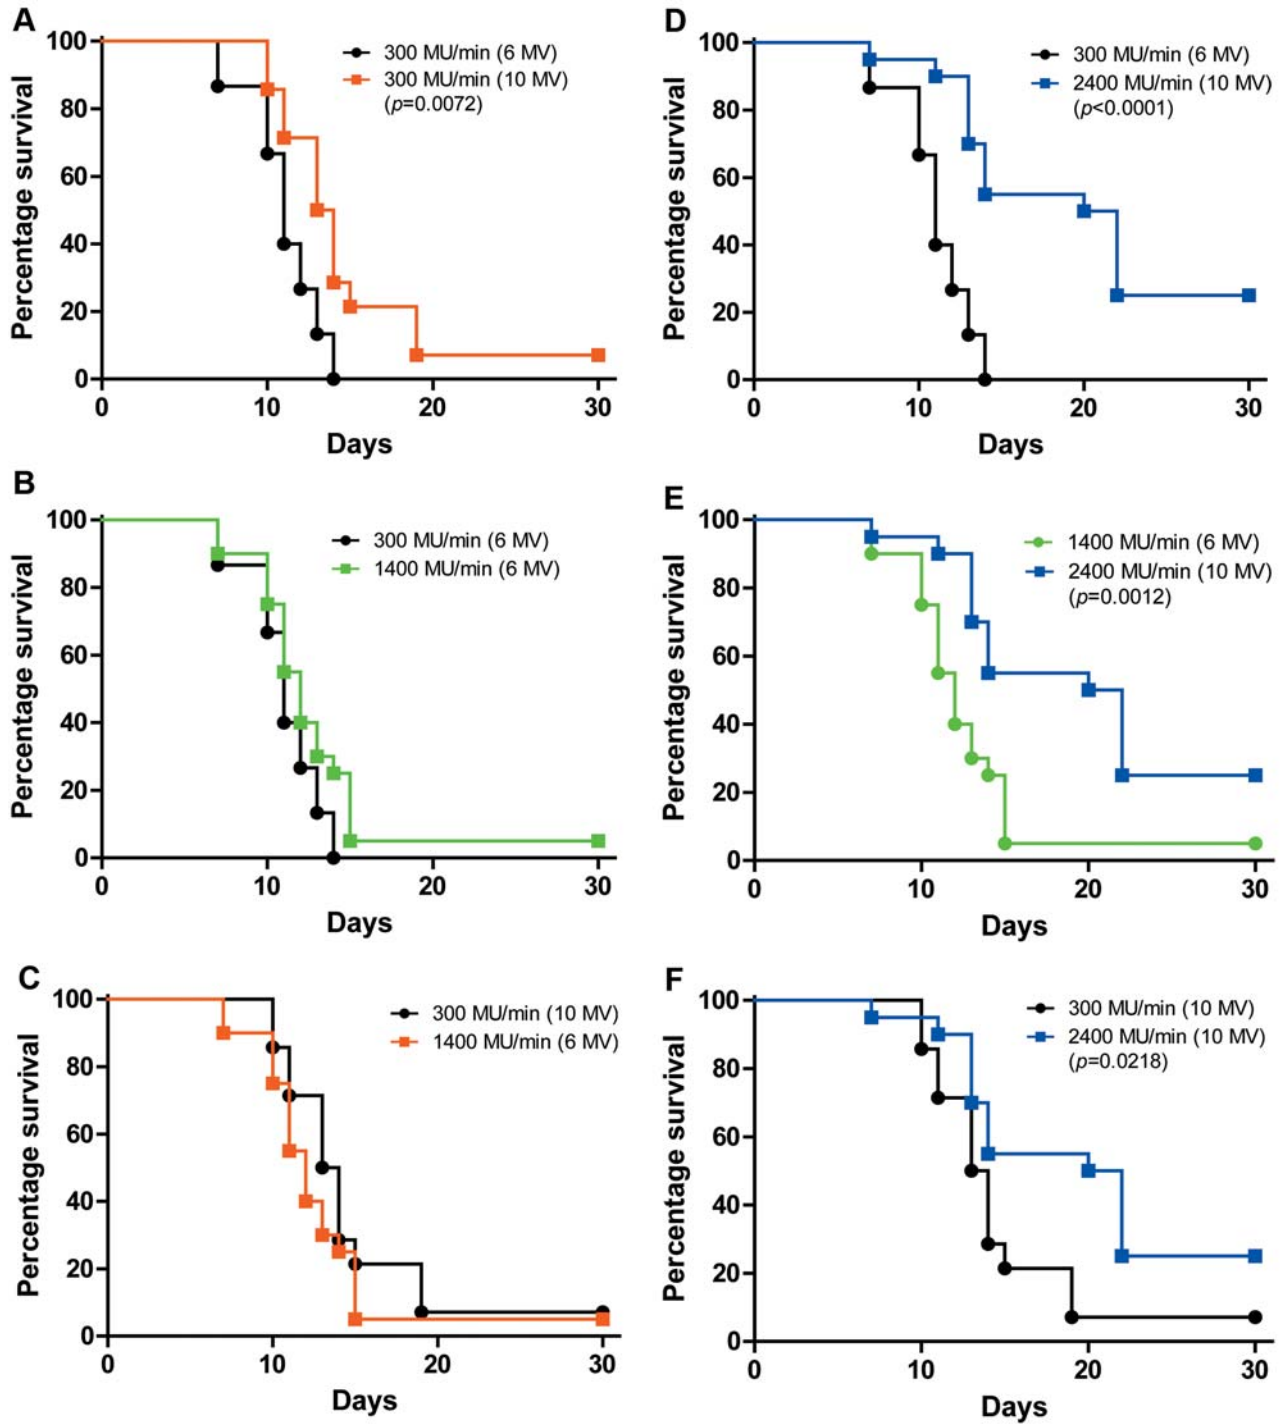 A
Percentage survival
100
80
60
40
20
0
0 10 20 30
Days
300 MU/min (6 MV)
300 MU/min (10 MV)
(p=0.0072)
D
Percentage survival
100
80
60
40
20
0
0 10 20 30
Days
300 MU/min (6 MV)
2400 MU/min (10 MV)
(p<0.0001)
B
Percentage survival
100
80
60
40
20
0
0 10 20 30
Days
300 MU/min (6 MV)
1400 MU/min (6 MV)
E
Percentage survival
100
80
60
40
20
0
0 10 20 30
Days
1400 MU/min (6 MV)
2400 MU/min (10 MV)
(p=0.0012)
C
Percentage survival
100
80
60
40
20
0
0 10 20 30
Days
300 MU/min (10 MV)
1400 MU/min (6 MV)
F
Percentage survival
100
80
60
40
20
0
0 10 20 30
Days
300 MU/min (10 MV)
2400 MU/min (10 MV)
(p=0.0218)